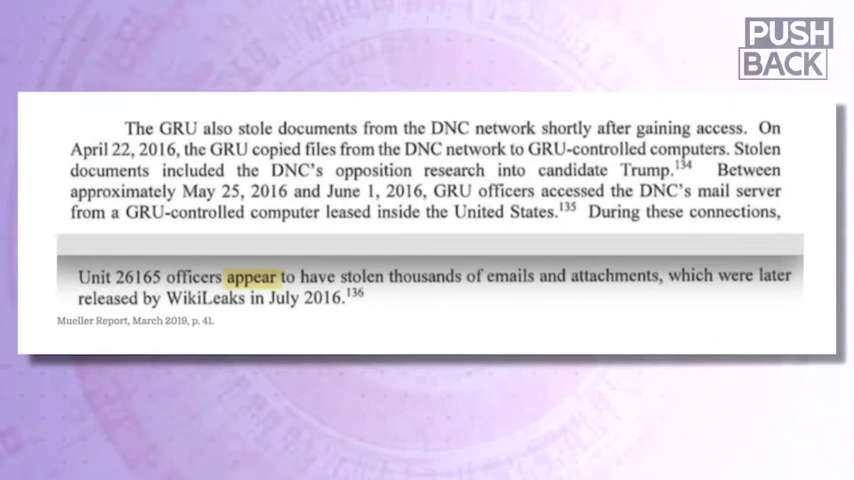 PUSH
BACK
The GRU also stole documents from the DNC network shortly after gaining access. On
April 22, 2016, the GRU copied files from the DNC network to GRU-controlled computers. Stolen
documents included the DNC's opposition research into candidate Trump.134 Between
approximately May 25, 2016 and June 1, 2016, GRU officers accessed the DNC's mail server
from a GRU-controlled computer leased inside the United States.135 During these connections,
Unit 26165 officers appear to have stolen thousands of emails and attachments, which were later
released by WikiLeaks in July 2016.136
Mueller Report, March 2019, p. 41.